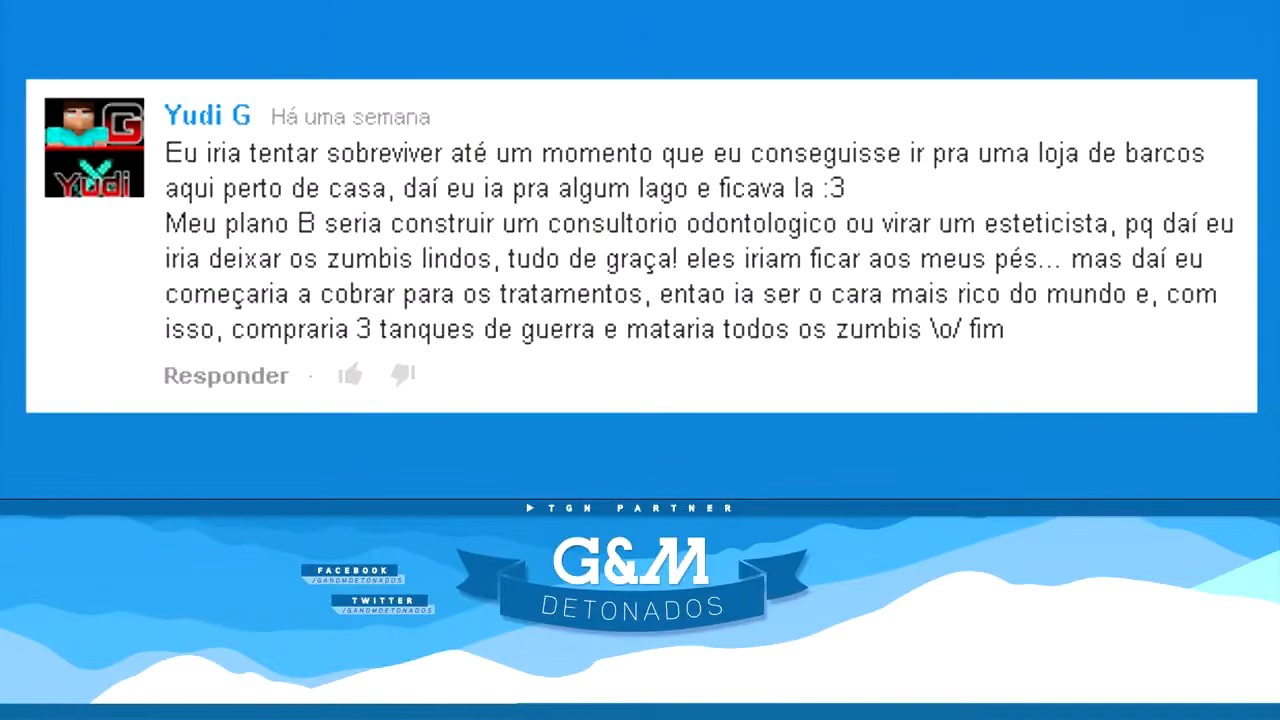 G
Yudi
Yudi G Há uma semana
Eu iria tentar sobreviver até um momento que eu conseguisse ir pra uma loja de barcos
aqui perto de casa, daí eu ia pra algum lago e ficava la :3
Meu plano B seria construir um consultorio odontologico ou virar um esteticista, pq daí eu
iria deixar os zumbis lindos, tudo de graça! eles iriam ficar aos meus pés... mas daí eu
começaria a cobrar para os tratamentos, entao ia ser o cara mais rico do mundo e, com
isso, compraria 3 tanques de guerra e mataria todos os zumbis \o/ fim
Responder ·
TGN PARTNER
G&M
DETONADOS
FACEBOOK
/GANDMDETONADOS
TWITTER
/GANDMDETONADOS